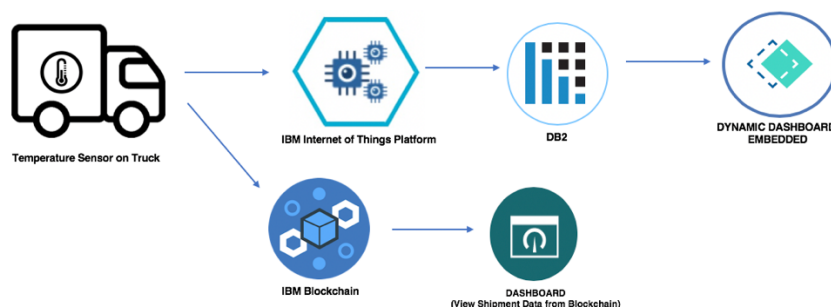 Temperature Sensor on Truck
IBM Internet of Things Platform
DB2
DYNAMIC DASHBOARD
EMBEDDED
IBM Blockchain
DASHBOARD
(View Shipment Data from Blockchain)